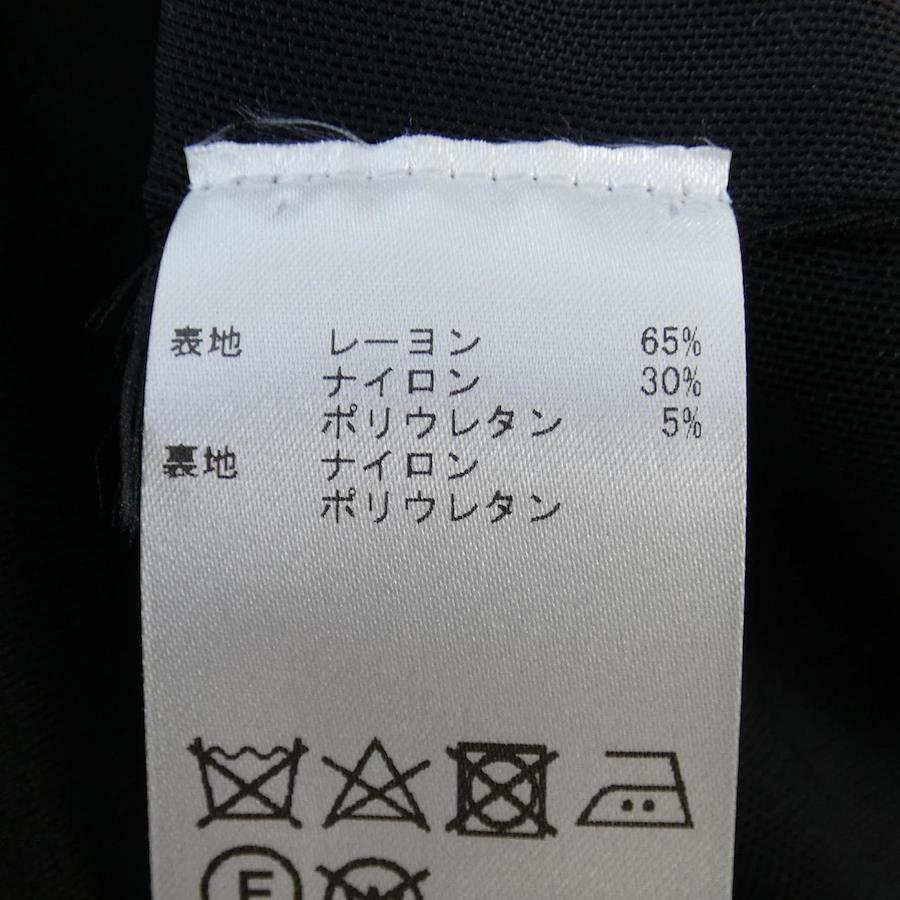 表地 レーヨン 65%
ナイロン 30%
ポリウレタン 5%
裏地 ナイロン
ポリウレタン